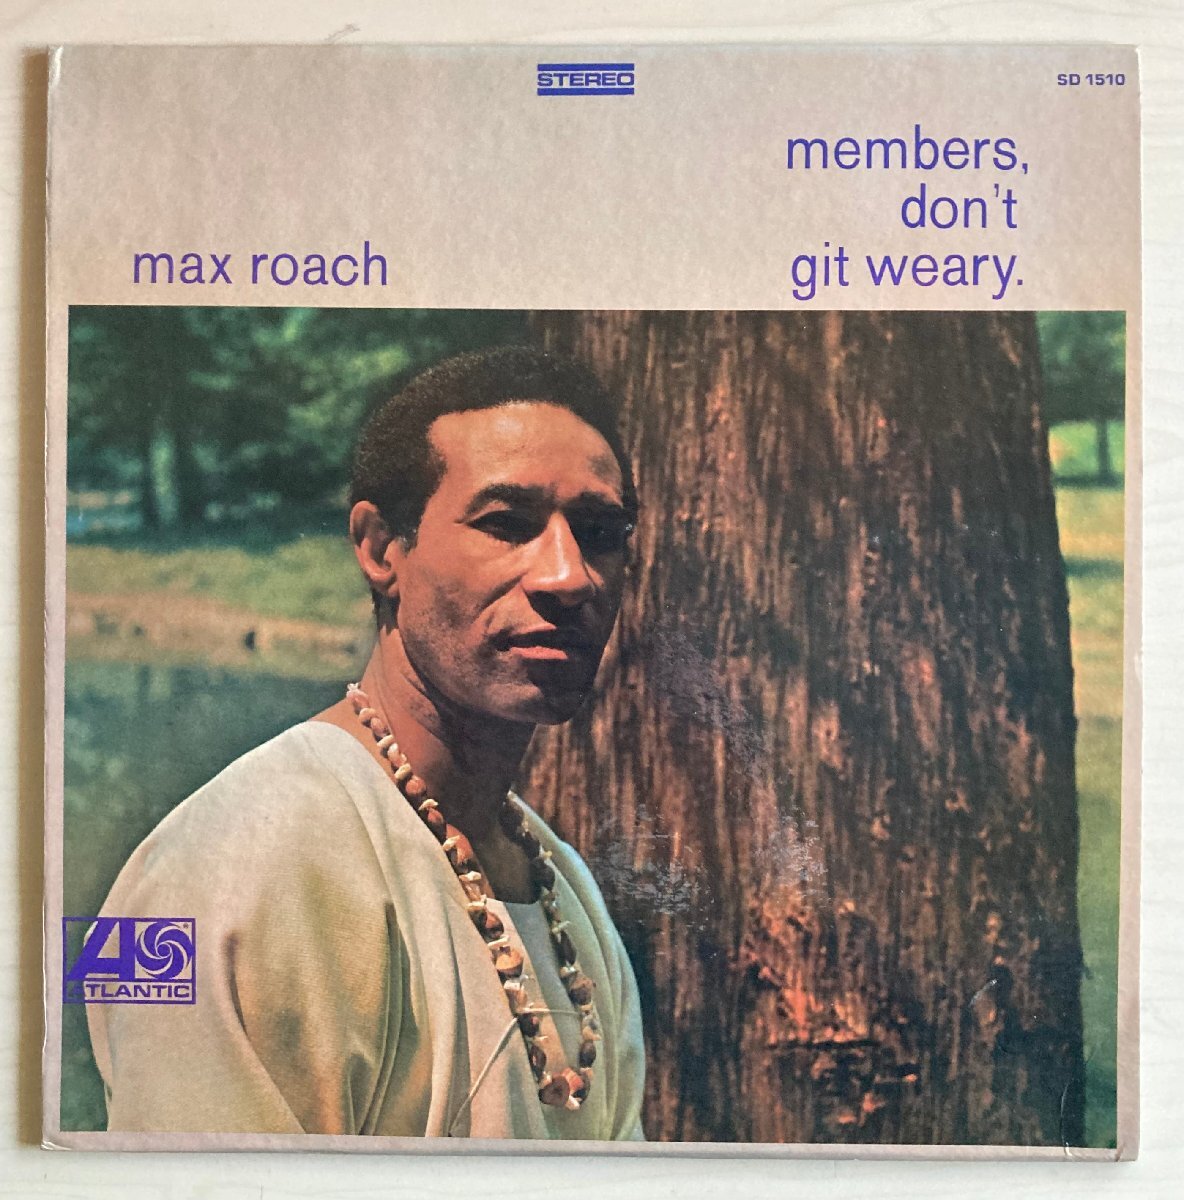 STEREO
SD 1510
members,
don't
git weary.
max roach
ATLANTIC